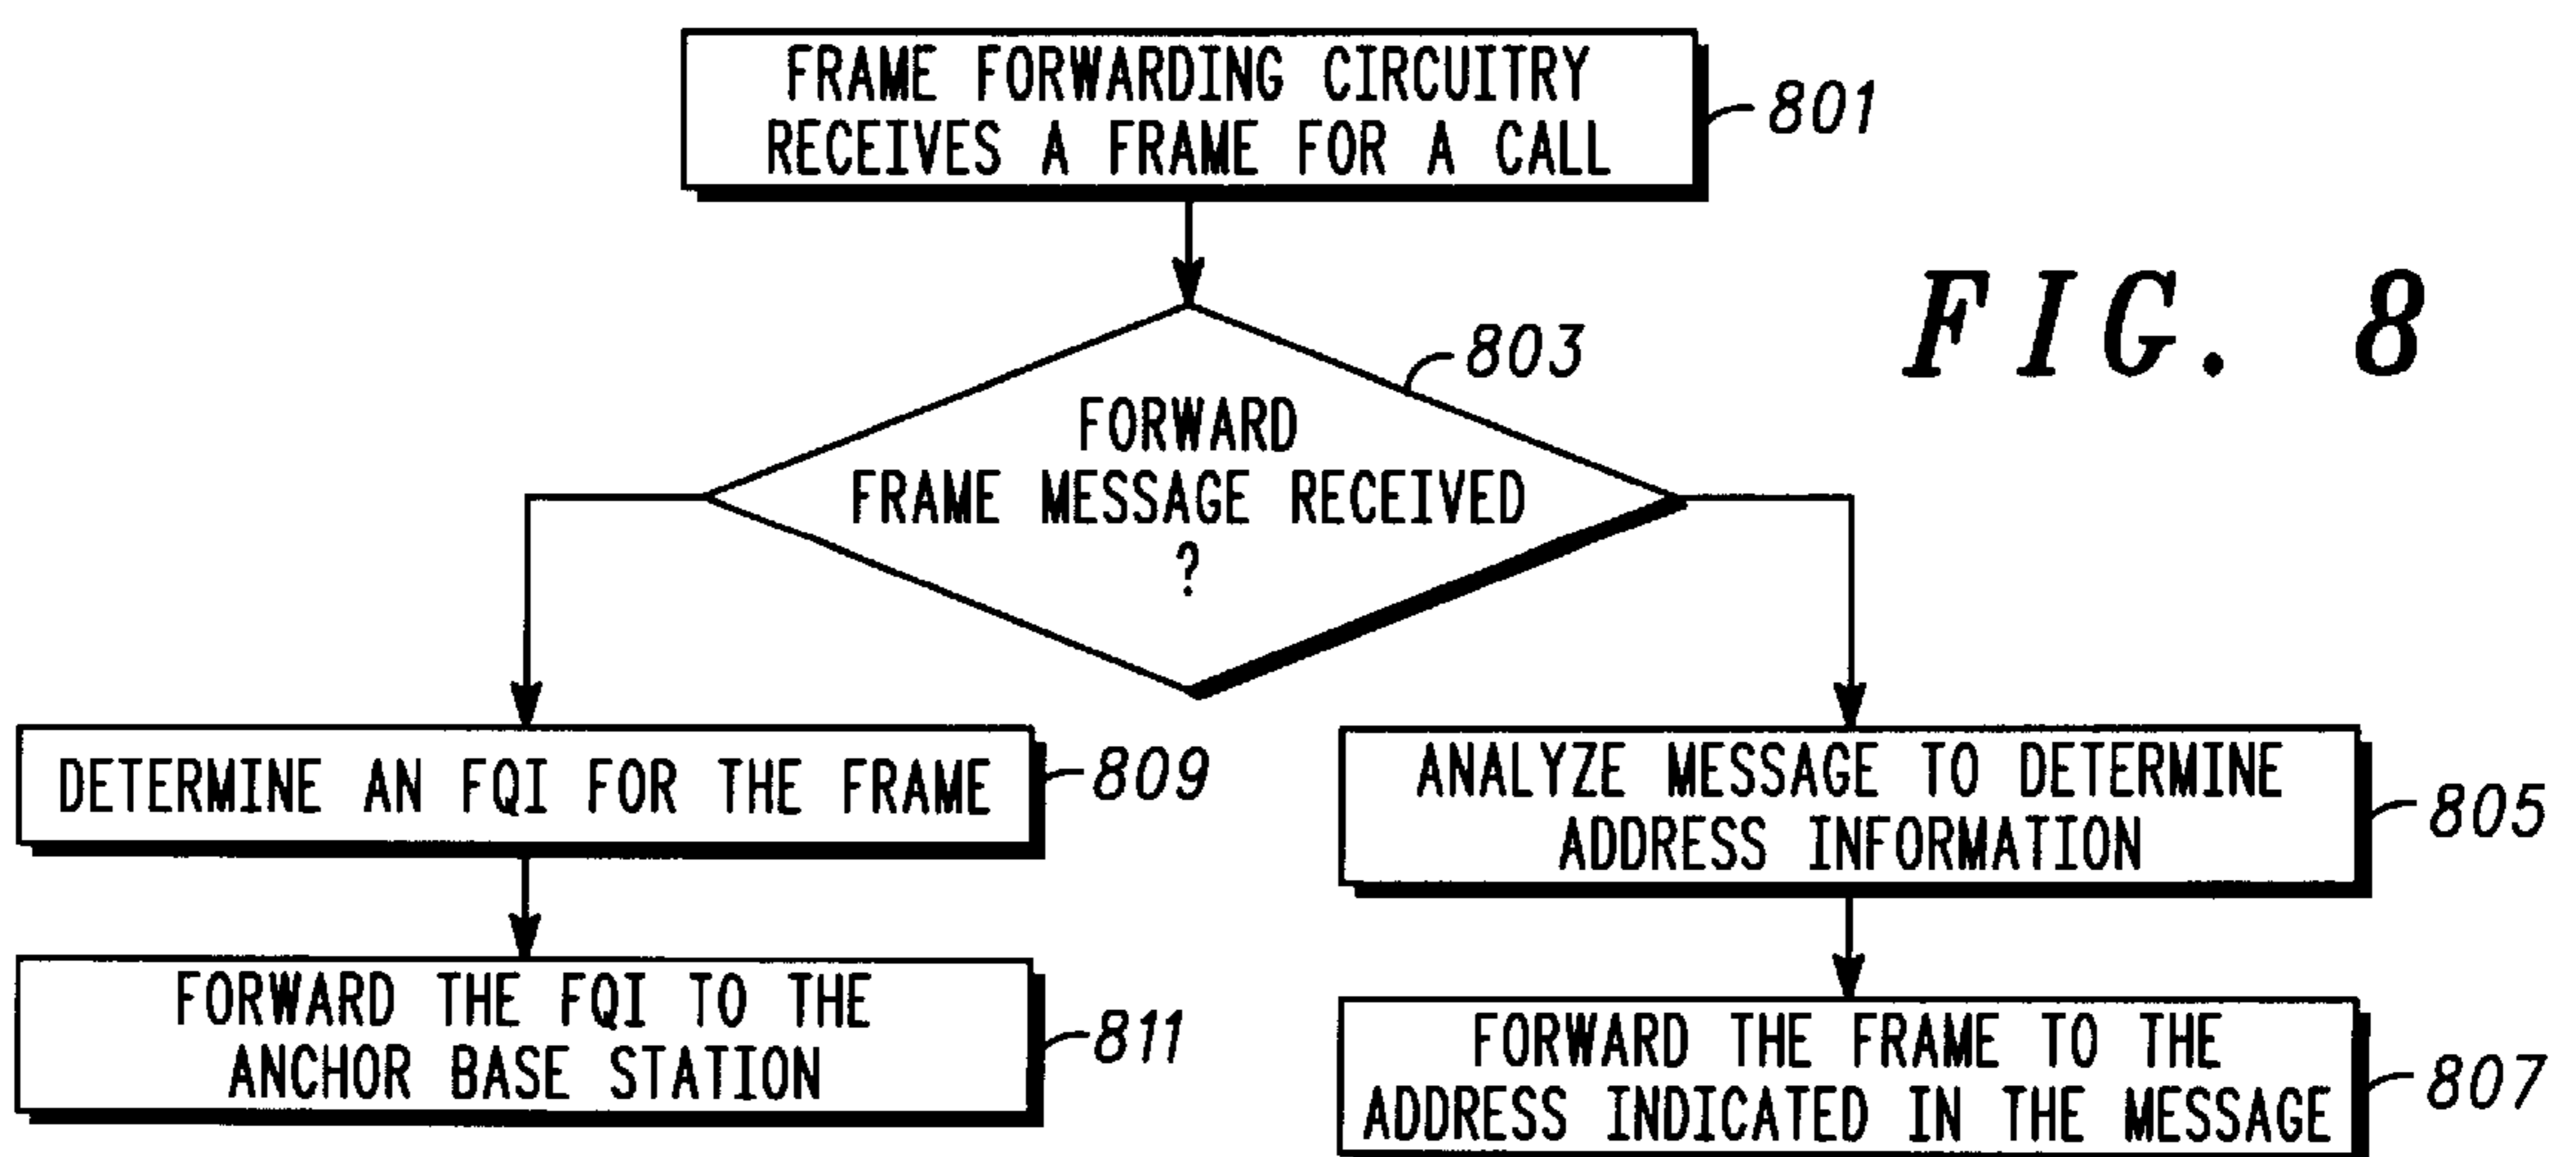 FRAME FORWARDING CIRCUITRY
RECEIVES A FRAME FOR A CALL
801
FIG. 8
803
FORWARD
FRAME MESSAGE RECEIVED
?
DETERMINE AN FQI FOR THE FRAME
809
ANALYZE MESSAGE TO DETERMINE
ADDRESS INFORMATION
805
FORWARD THE FQI TO THE
ANCHOR BASE STATION
811
FORWARD THE FRAME TO THE
ADDRESS INDICATED IN THE MESSAGE
807